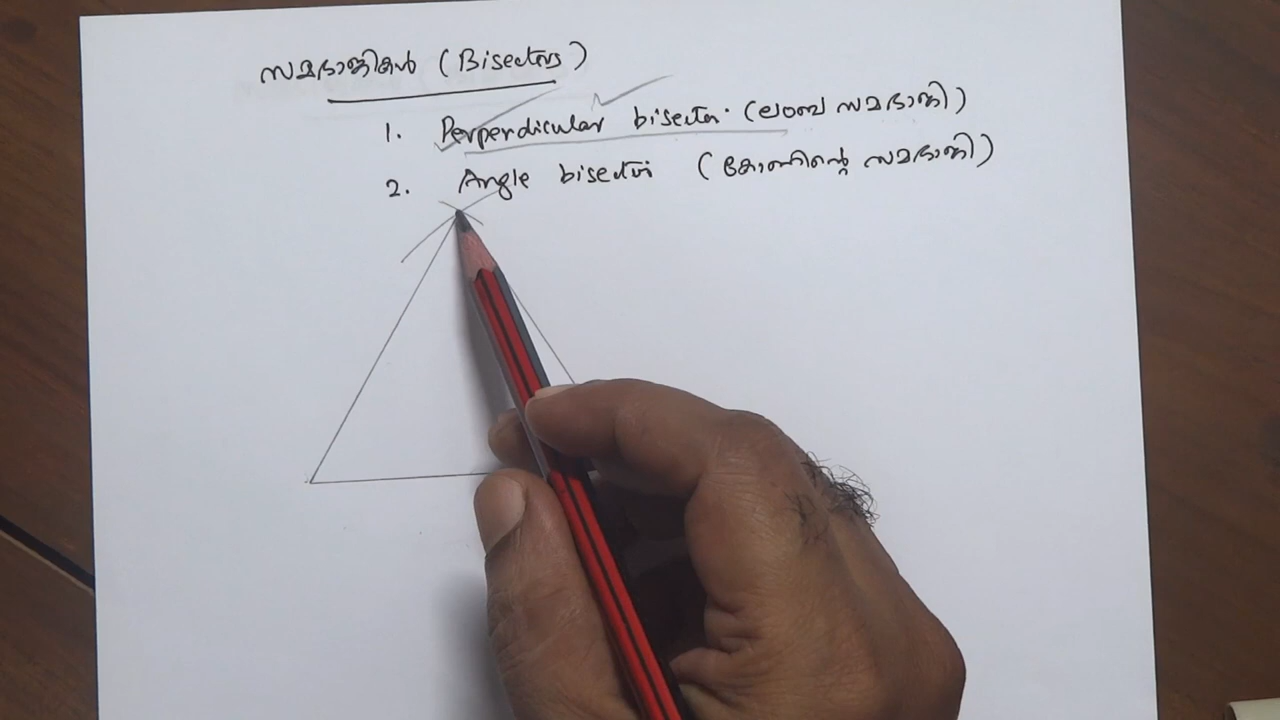 സമഭാജികൾ (Bisectors)
1. Perpendicular bisector (ലംബ സമഭാജി)
2. Angle bisector (കോണിന്റെ സമഭാജി)